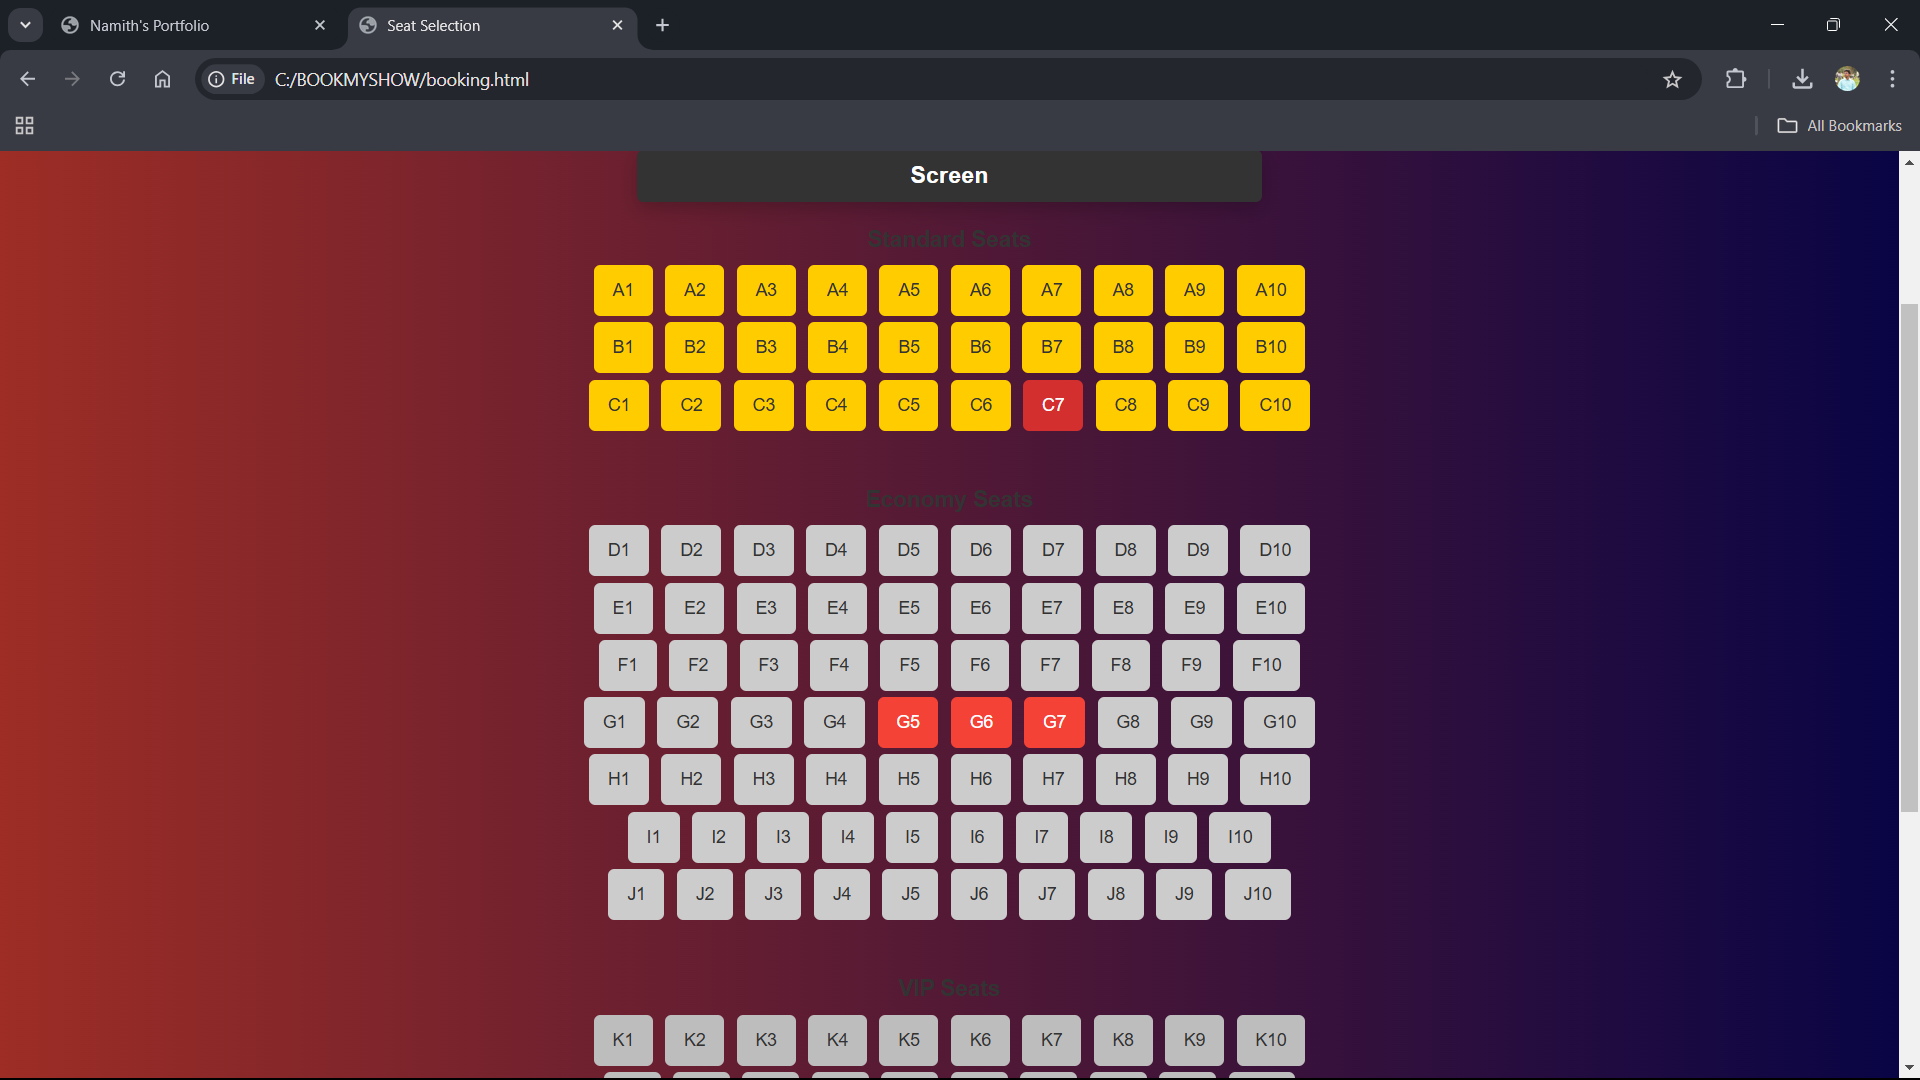 Namith's Portfolio
Seat Selection
File C:/BOOKMYSHOW/booking.html
All Bookmarks
Screen
Standard Seats
A1 A2 A3 A4 A5 A6 A7 A8 A9 A10
B1 B2 B3 B4 B5 B6 B7 B8 B9 B10
C1 C2 C3 C4 C5 C6 C7 C8 C9 C10
Economy Seats
D1 D2 D3 D4 D5 D6 D7 D8 D9 D10
E1 E2 E3 E4 E5 E6 E7 E8 E9 E10
F1 F2 F3 F4 F5 F6 F7 F8 F9 F10
G1 G2 G3 G4 G5 G6 G7 G8 G9 G10
H1 H2 H3 H4 H5 H6 H7 H8 H9 H10
I1 I2 I3 I4 I5 I6 I7 I8 I9 I10
J1 J2 J3 J4 J5 J6 J7 J8 J9 J10
VIP Seats
K1 K2 K3 K4 K5 K6 K7 K8 K9 K10